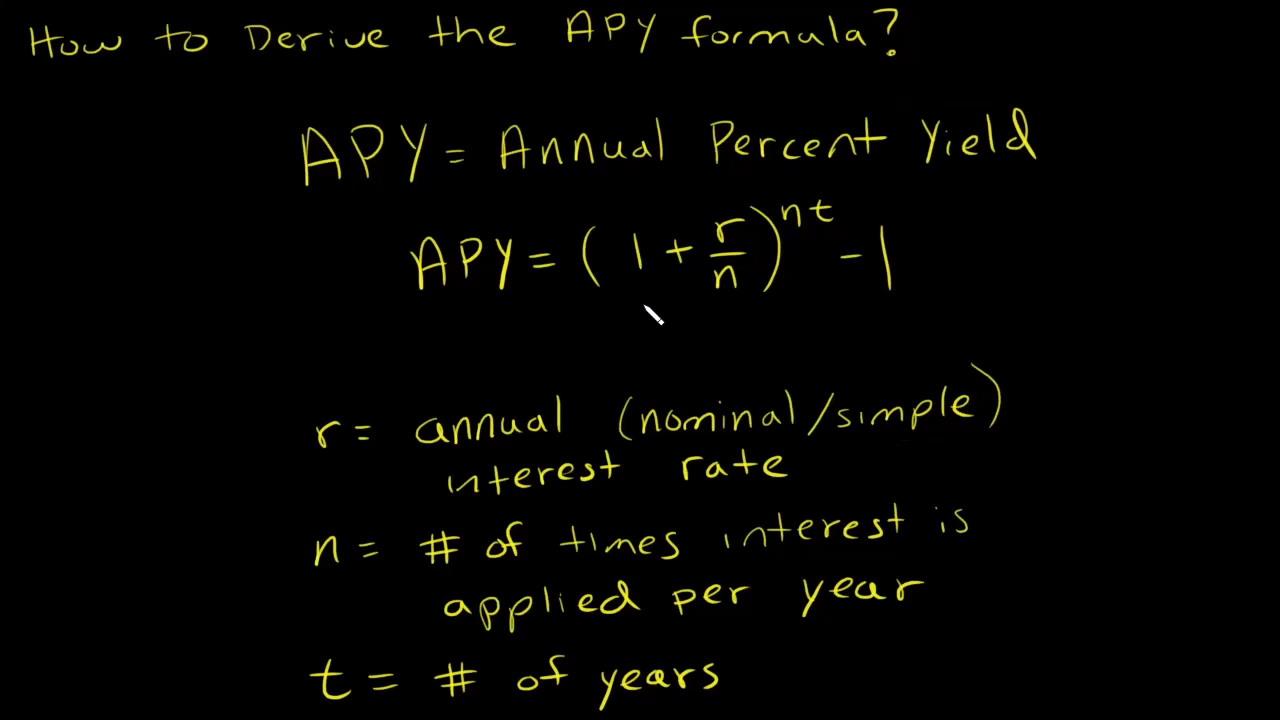 How to Derive the APY formula?
APY = Annual Percent Yield
APY = (1 + r/n)^nt - 1
r = annual (nominal/simple)
interest rate
n = # of times interest is
applied per year
t = # of years